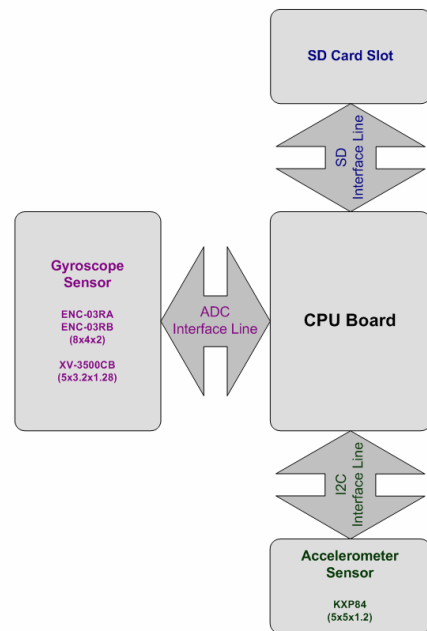 SD Card Slot
SD
Interface Line
Gyroscope
Sensor
ENC-03RA
ENC-03RB
(8x4x2)
XV-3500CB
(5x3.2x1.28)
ADC
Interface Line
CPU Board
I2C
Interface Line
Accelerometer
Sensor
KXP84
(5x5x1.2)